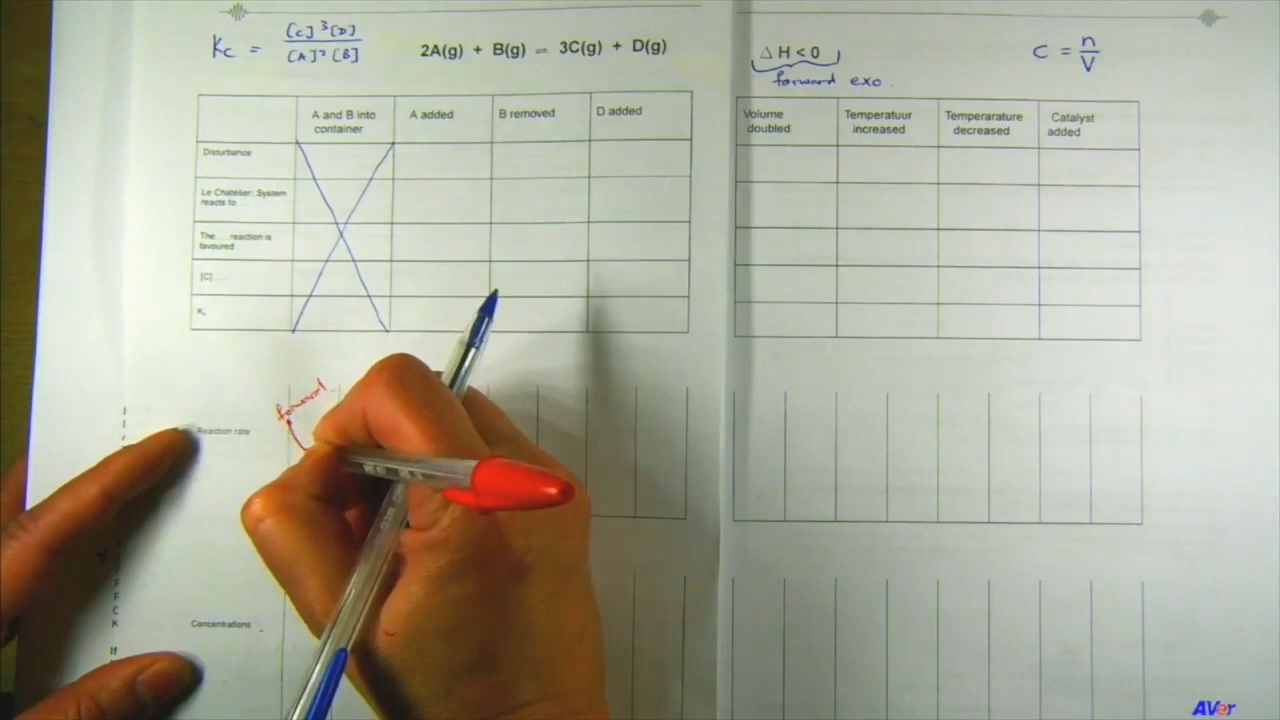 Kc = [C]³[D] / [A]² [B]
2A(g) + B(g) ⇌ 3C(g) + D(g)
ΔH < 0
forward exo.
C = n/V
A and B into container
A added
B removed
D added
Disturbance
Le Chatelier: System reacts to ...
The ... reaction is favoured
[C] ...
Kc
Volume doubled
Temperatuur increased
Temperarature decreased
Catalyst added
forward
Reaction rate
Concentrations
If
AVer